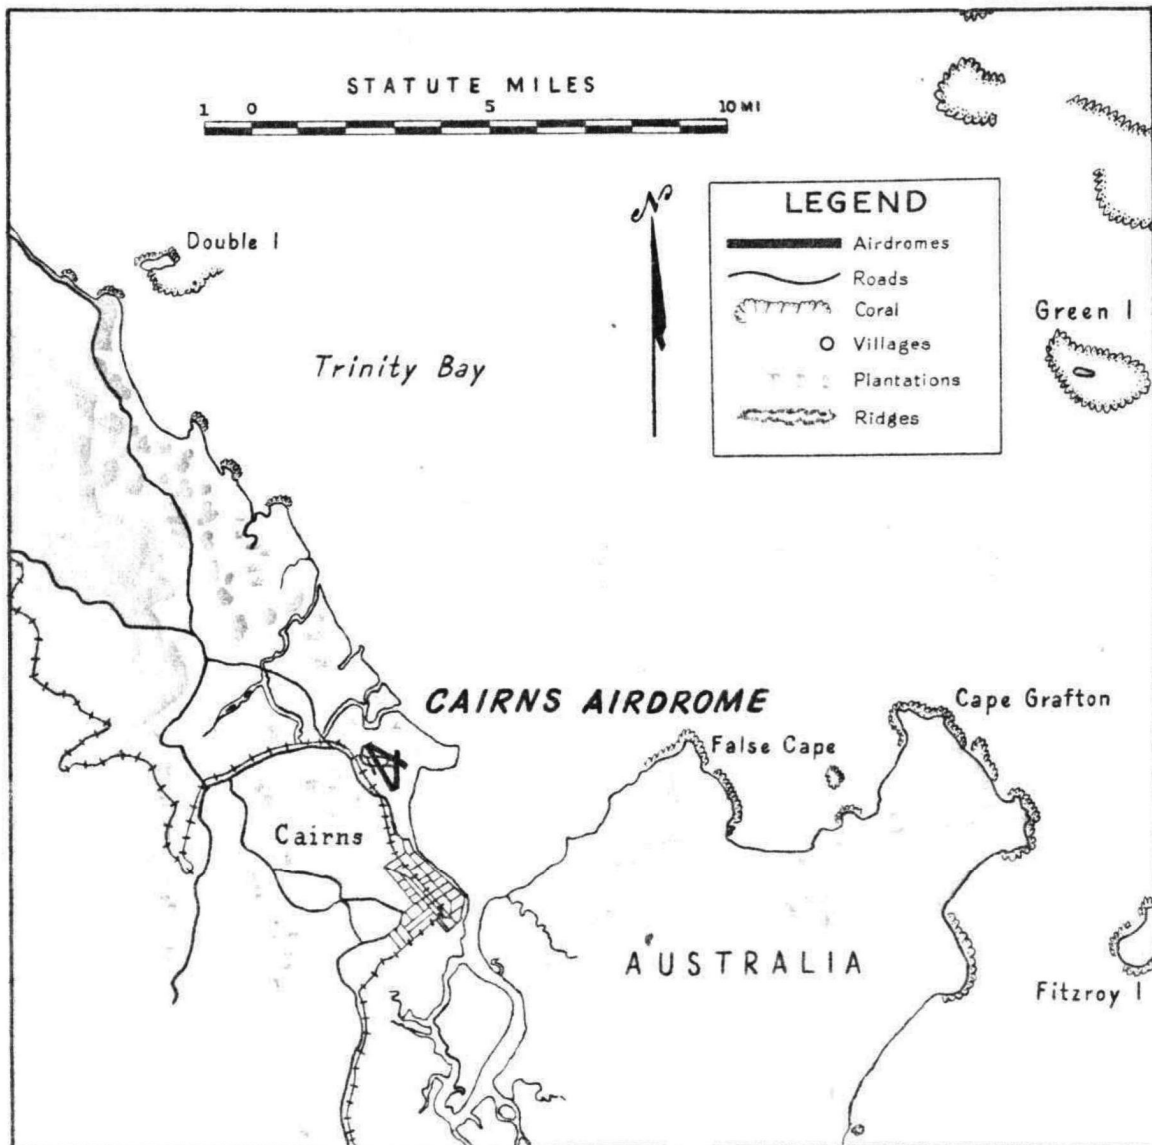 STATUTE MILES
1 0 5 10 MI
N
LEGEND
Airdromes
Roads
Coral
Villages
Plantations
Ridges
Double I
Green I
Trinity Bay
CAIRNS AIRDROME
Cape Grafton
False Cape
Cairns
AUSTRALIA
Fitzroy I